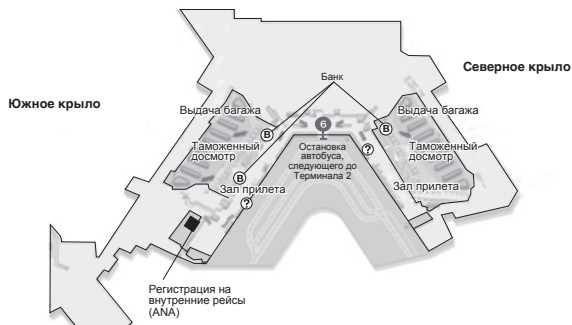 Банк
Северное крыло
Южное крыло
Выдача багажа
B
6
B
Выдача багажа
Таможенный
досмотр
Остановка
автобуса,
следующего до
Терминала 2
?
Таможенный
досмотр
B
Зал прилета
?
Зал прилета
Регистрация на
внутренние рейсы
(ANA)